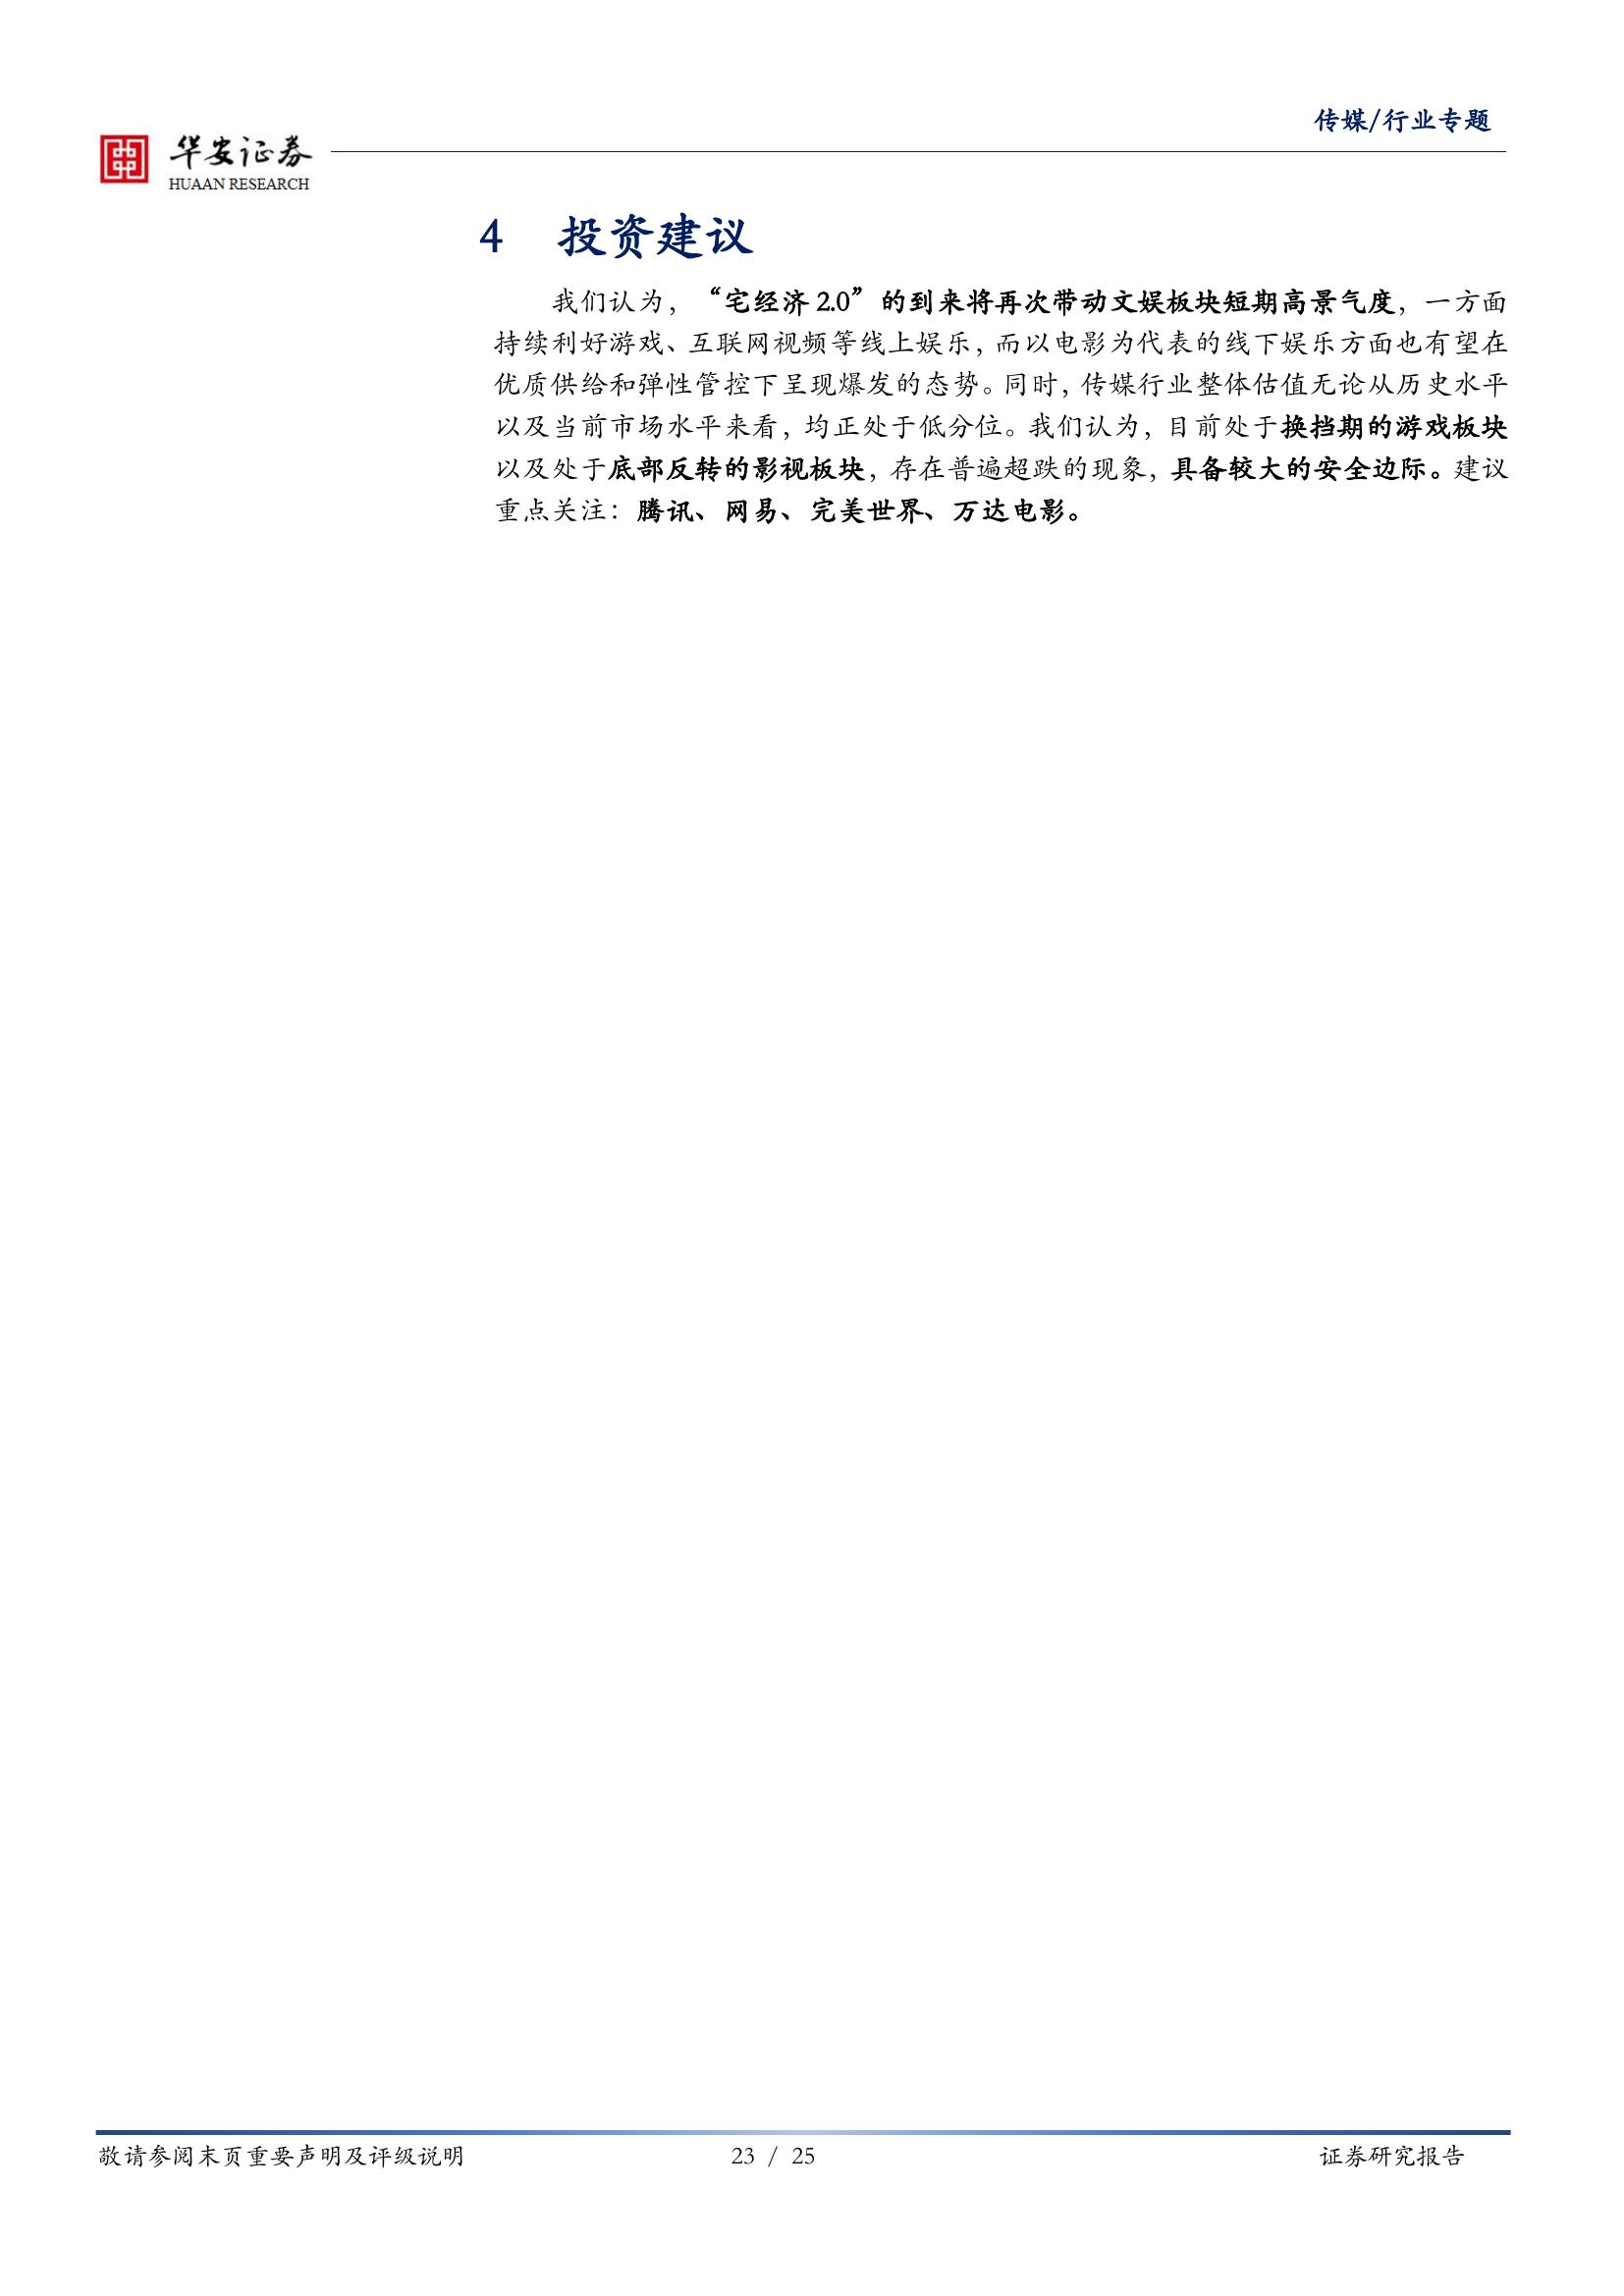 传媒/行业专题
华安证券
HUAAN RESEARCH
4 投资建议
我们认为，“宅经济 2.0”的到来将再次带动文娱板块短期高景气度，一方面
持续利好游戏、互联网视频等线上娱乐，而以电影为代表的线下娱乐方面也有望在
优质供给和弹性管控下呈现爆发的态势。同时，传媒行业整体估值无论从历史水平
以及当前市场水平来看，均正处于低分位。我们认为，目前处于换挡期的游戏板块
以及处于底部反转的影视板块，存在普遍超跌的现象，具备较大的安全边际。建议
重点关注：腾讯、网易、完美世界、万达电影。
敬请参阅末页重要声明及评级说明 23 / 25 证券研究报告